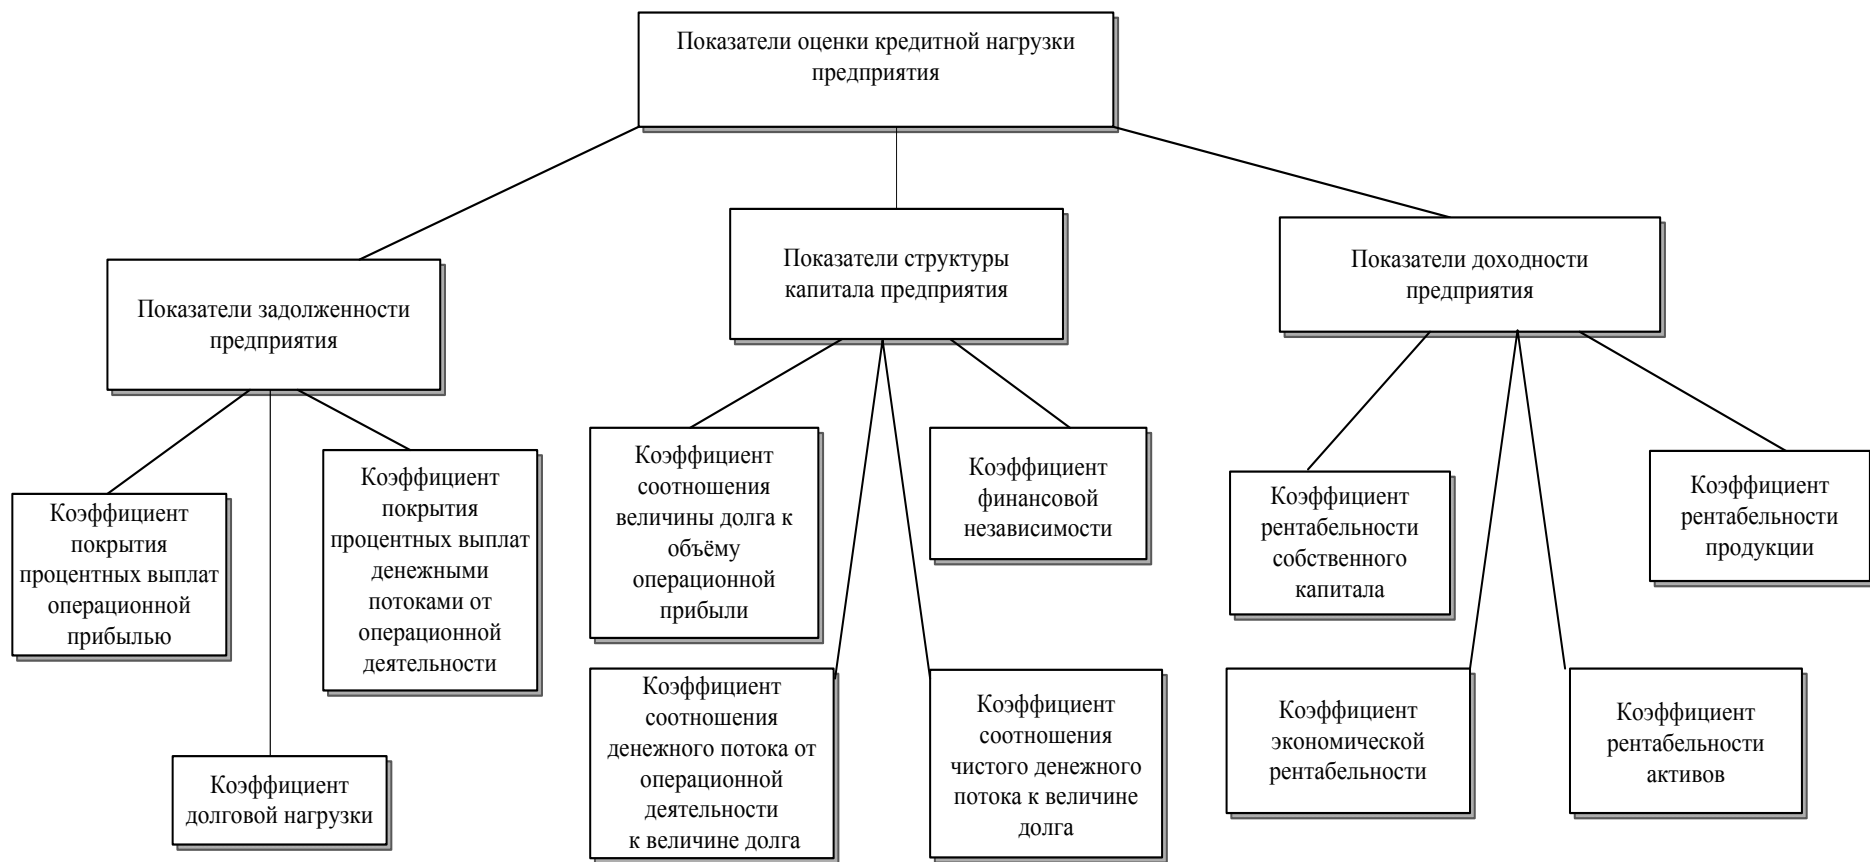 Показатели оценки кредитной нагрузки
предприятия
Показатели задолженности
предприятия
Показатели структуры
капитала предприятия
Показатели доходности
предприятия
Коэффициент
покрытия
процентных выплат
операционной
прибылью
Коэффициент
долговой нагрузки
Коэффициент
покрытия
процентных выплат
денежными
потоками от
операционной
деятельности
Коэффициент
соотношения
величины долга к
объёму
операционной
прибыли
Коэффициент
финансовой
независимости
Коэффициент
соотношения
денежного потока от
операционной
деятельности
к величине долга
Коэффициент
соотношения
чистого денежного
потока к величине
долга
Коэффициент
рентабельности
собственного
капитала
Коэффициент
рентабельности
продукции
Коэффициент
экономической
рентабельности
Коэффициент
рентабельности
активов